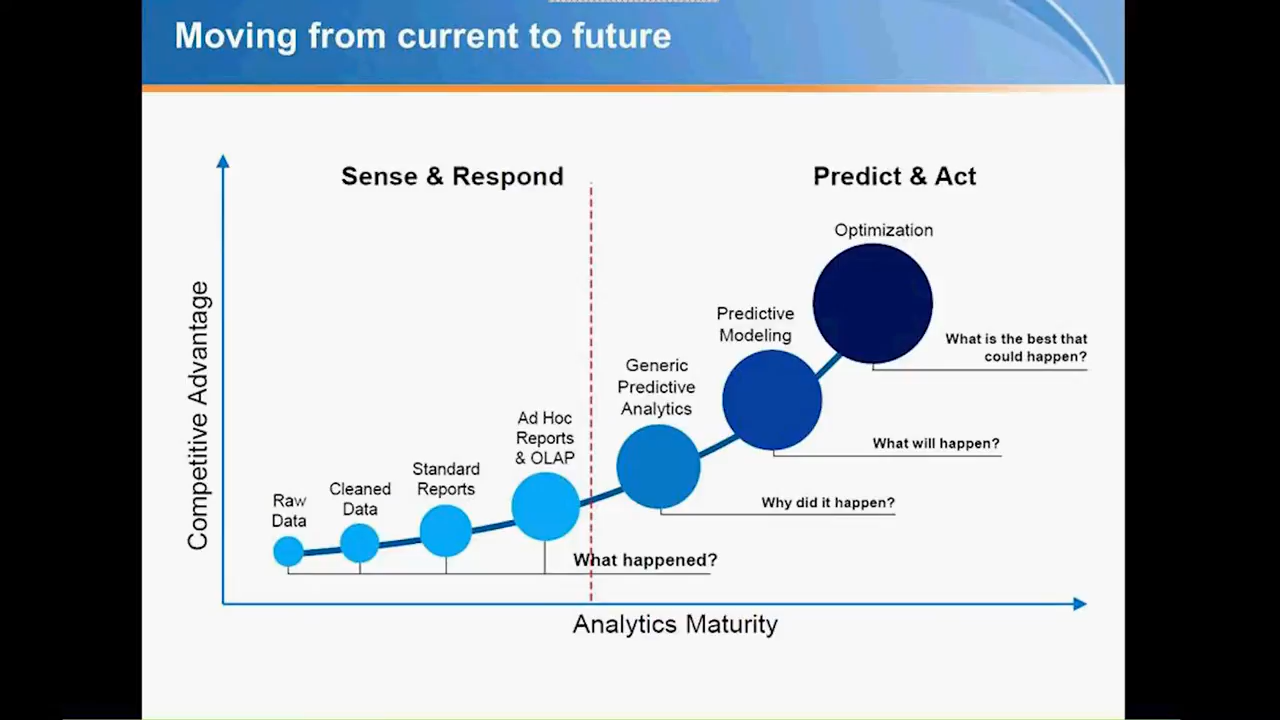 Moving from current to future
Sense & Respond
Predict & Act
Optimization
Predictive
Modeling
What is the best that
could happen?
Generic
Predictive
Analytics
Ad Hoc
Reports
& OLAP
What will happen?
Standard
Reports
Cleaned
Data
Raw
Data
Why did it happen?
What happened?
Competitive Advantage
Analytics Maturity